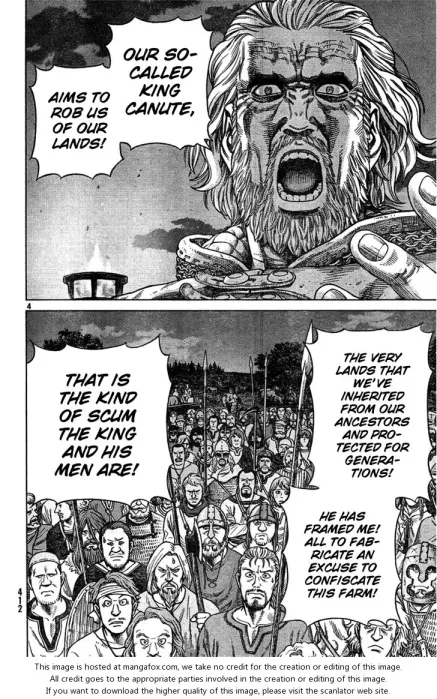 OUR SO-
CALLED
KING
CANUTE,
AIMS TO
ROB US
OF OUR
LANDS!
4
THE VERY
LANDS THAT
WE'VE
INHERITED
FROM OUR
ANCESTORS
AND PRO-
TECTED FOR
GENERA-
TIONS!
HE HAS
FRAMED ME!
ALL TO FAB-
RICATE AN
EXCUSE TO
CONFISCATE
THIS FARM!
THAT IS
THE KIND
OF SCUM
THE KING
AND HIS
MEN ARE!
412
This image is hosted at mangafox.com, we take no credit for the creation or editing of this image.
All credit goes to the appropriate parties involved in the creation or editing of this image.
If you want to download the higher quality of this image, please visit the scanlator web site.